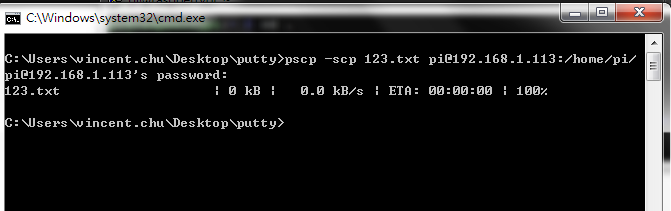 C:\Windows\system32\cmd.exe
C:\Users\vincent.chu\Desktop\putty>pscp -scp 123.txt pi@192.168.1.113:/home/pi/
pi@192.168.1.113's password:
123.txt | 0 kB | 0.0 kB/s | ETA: 00:00:00 | 100%
C:\Users\vincent.chu\Desktop\putty>